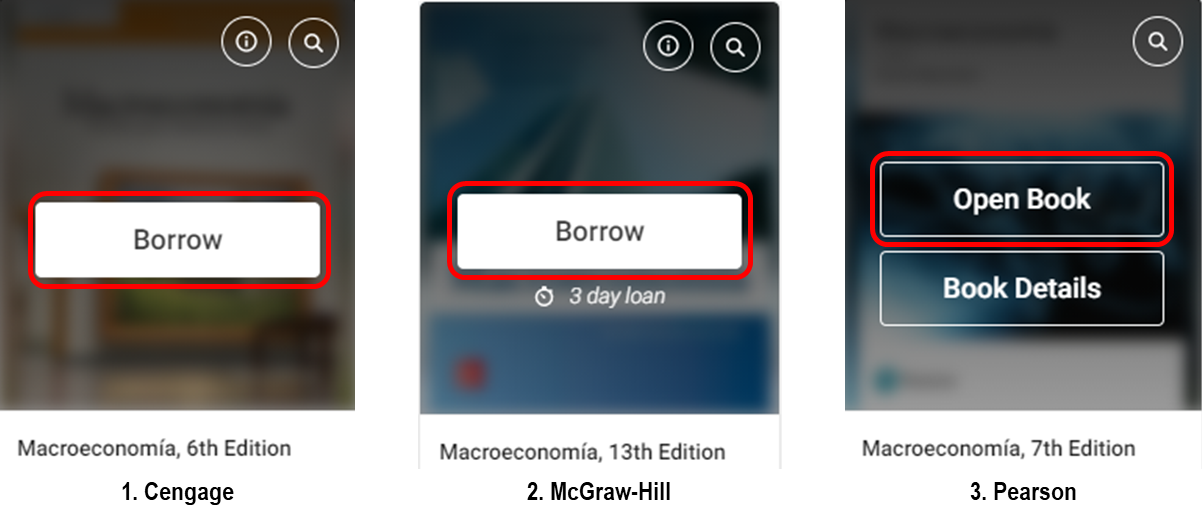 Borrow
Macroeconomía, 6th Edition
1. Cengage
Borrow
3 day loan
Macroeconomía, 13th Edition
2. McGraw-Hill
Open Book
Book Details
Macroeconomía, 7th Edition
3. Pearson